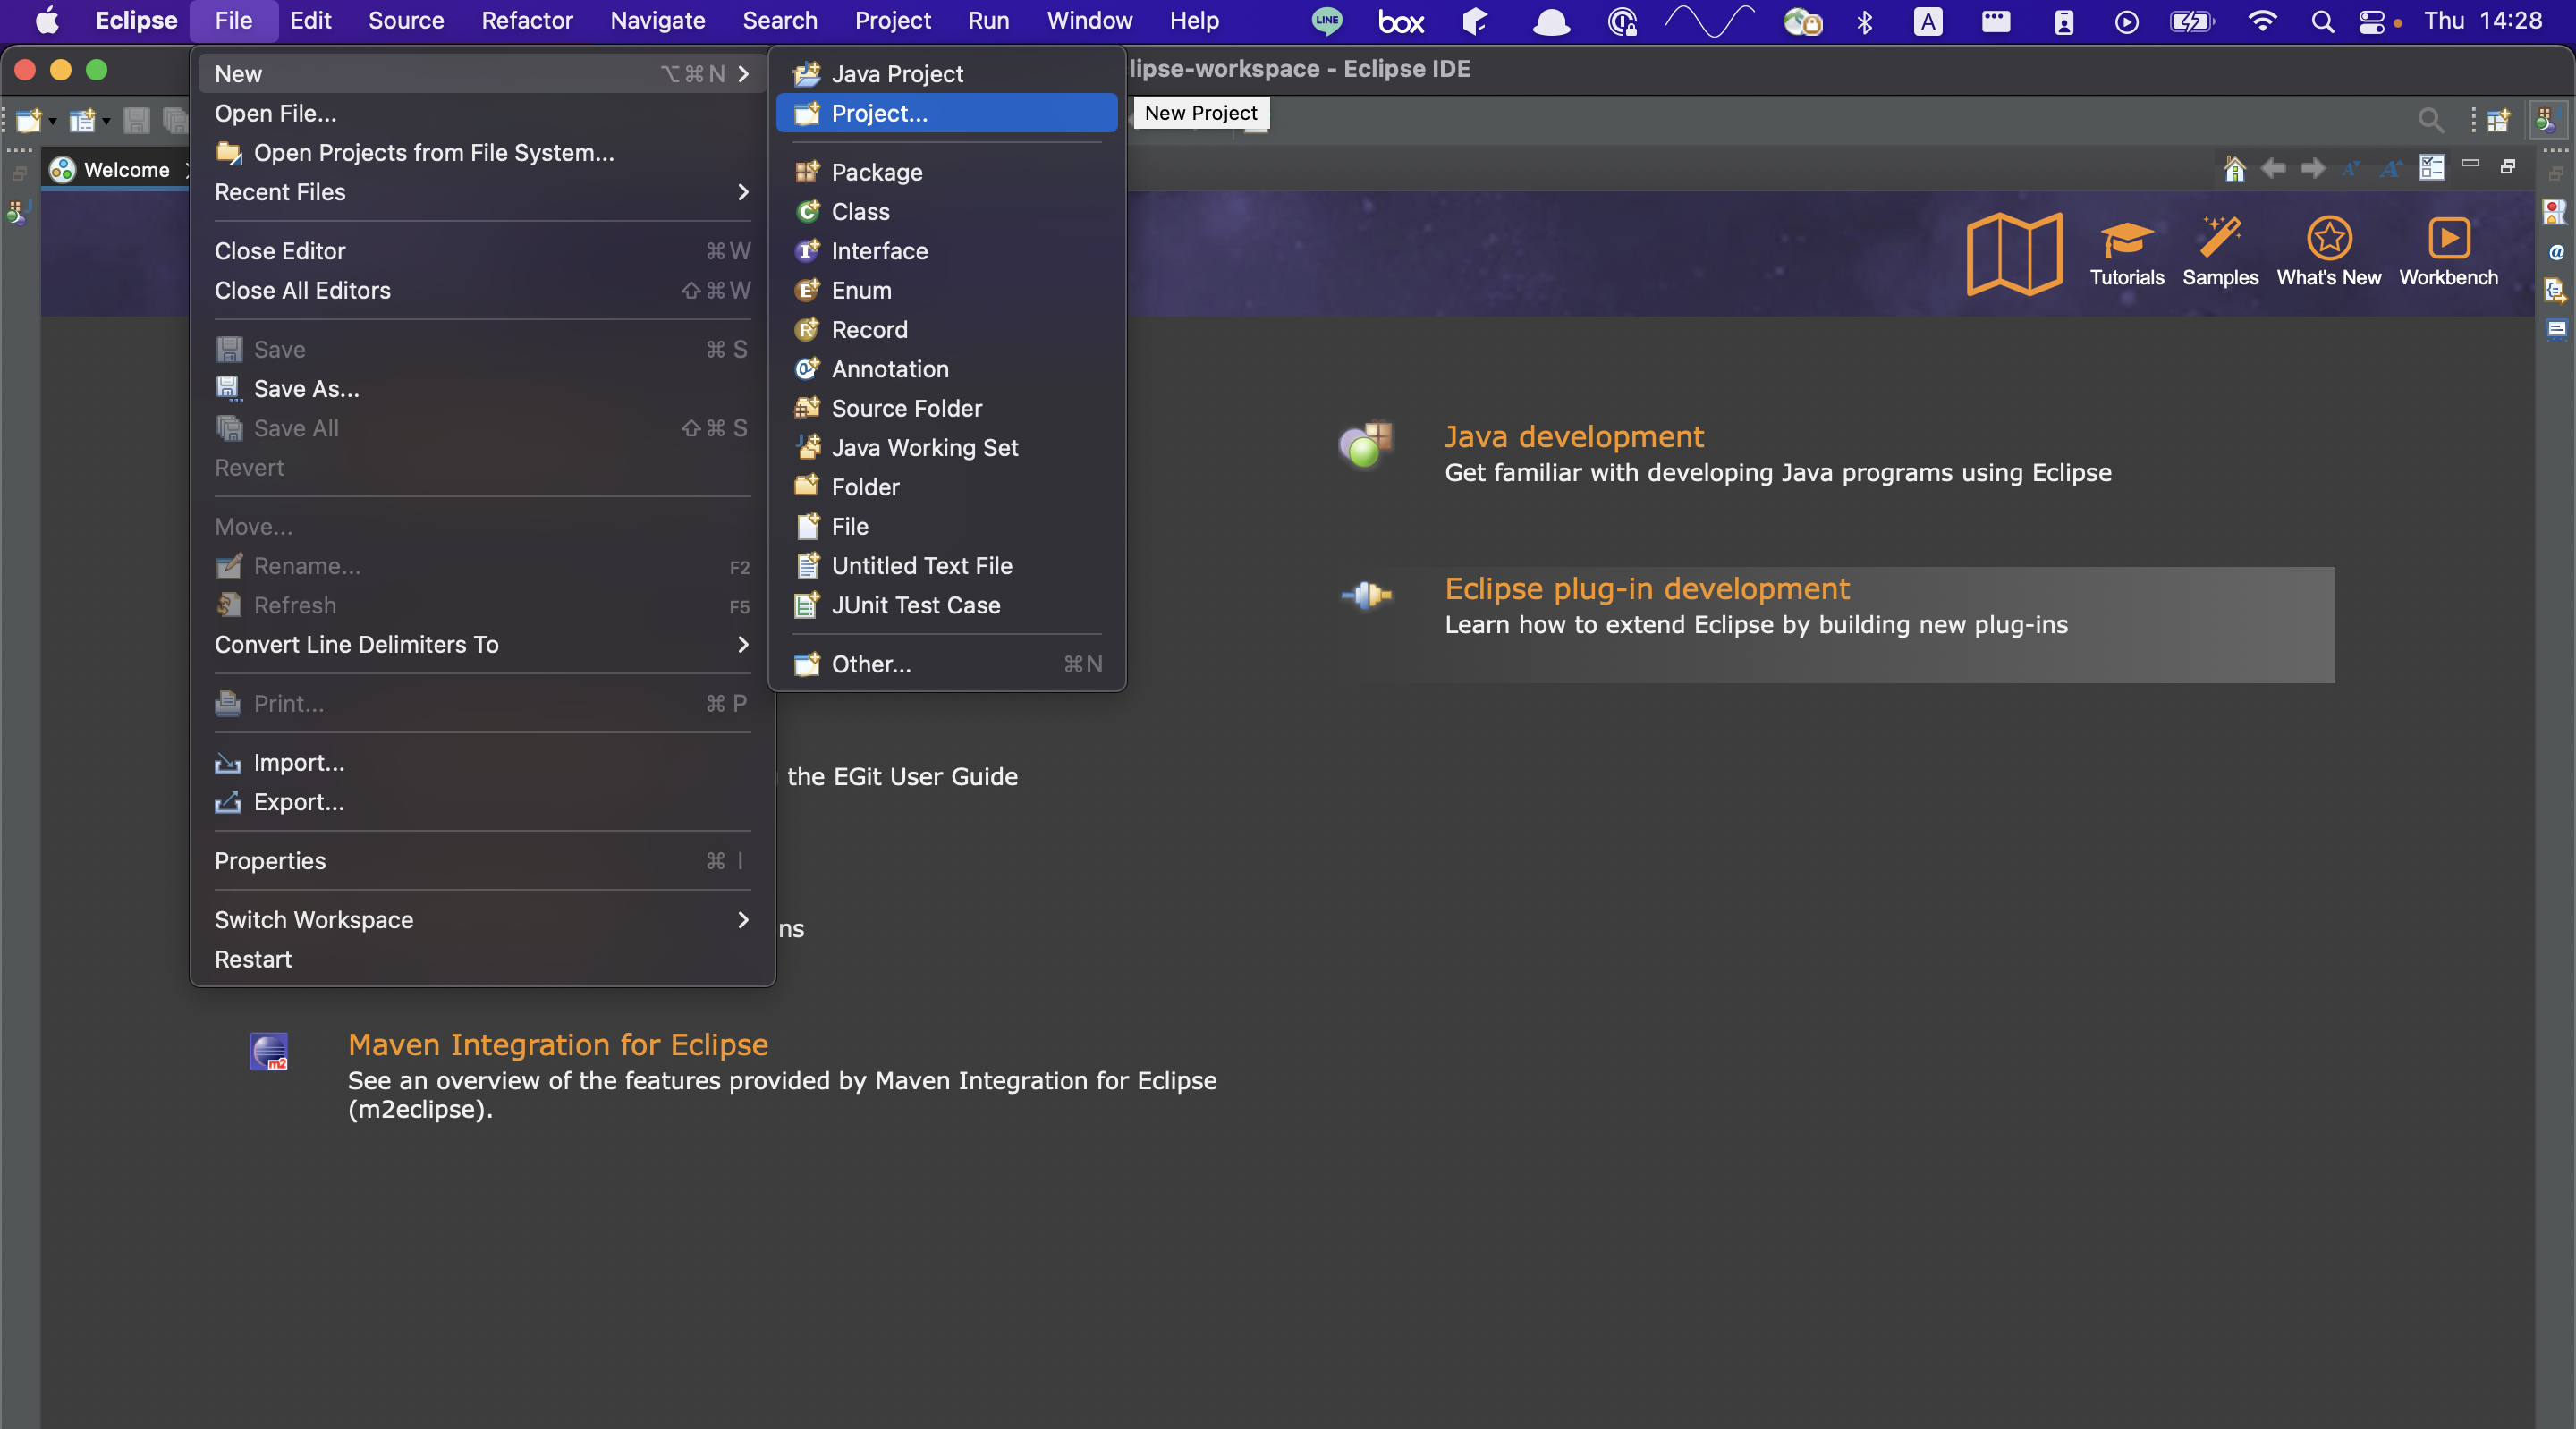 Eclipse File Edit Source Refactor Navigate Search Project Run Window Help LINE box A Thu 14:28
lipse-workspace - Eclipse IDE
New ⌥⌘N
Open File...
Open Projects from File System...
Recent Files
Close Editor ⌘W
Close All Editors ⇧⌘W
Save ⌘S
Save As...
Save All ⇧⌘S
Revert
Move...
Rename... F2
Refresh F5
Convert Line Delimiters To
Print... ⌘P
Import...
Export...
Properties ⌘I
Switch Workspace
Restart
Java Project
Project...
Package
Class
Interface
Enum
Record
Annotation
Source Folder
Java Working Set
Folder
File
Untitled Text File
JUnit Test Case
Other... ⌘N
New Project
Welcome
Tutorials Samples What's New Workbench
Java development
Get familiar with developing Java programs using Eclipse
Eclipse plug-in development
Learn how to extend Eclipse by building new plug-ins
the EGit User Guide
ns
m2
Maven Integration for Eclipse
See an overview of the features provided by Maven Integration for Eclipse
(m2eclipse).